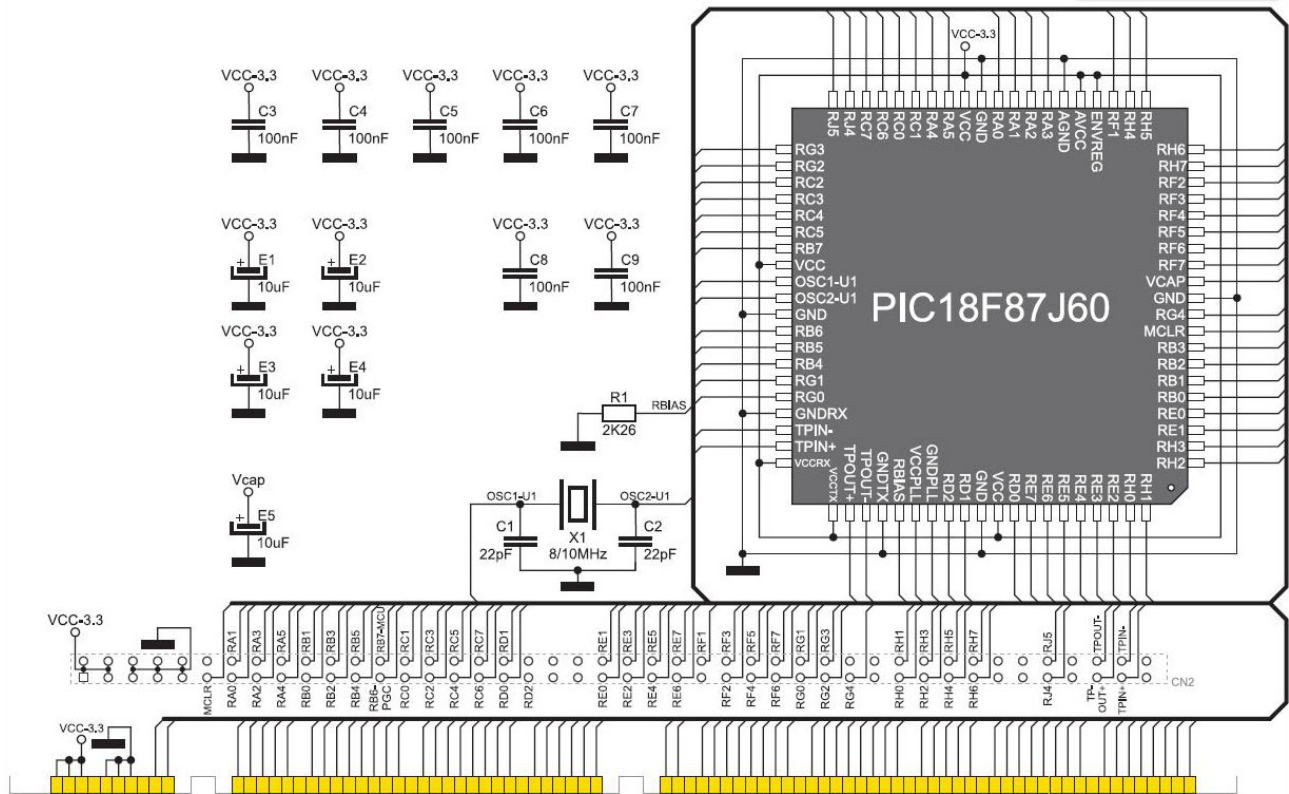 VCC-3.3
RJ5 RJ4 RC7 RC6 RC0 RC1 RA4 RA5 VCC GND RA0 RA1 RA2 RA3 AGND AVCC ENVREG RF1 RH4 RH5
VCC-3.3 VCC-3.3 VCC-3.3 VCC-3.3 VCC-3.3
C3 C4 C5 C6 C7
100nF 100nF 100nF 100nF 100nF
VCC-3.3 VCC-3.3 VCC-3.3 VCC-3.3
E1 E2 C8 C9
10uF 10uF 100nF 100nF
VCC-3.3 VCC-3.3
E3 E4
10uF 10uF
Vcap
E5
10uF
R1
RBIAS
2K26
OSC1-U1 OSC2-U1
C1 C2
X1
22pF 22pF
8/10MHz
RG3
RG2
RC2
RC3
RC4
RC5
RB7
VCC
OSC1-U1
OSC2-U1
GND
RB6
RB5
RB4
RG1
RG0
GNDRX
TPIN-
TPIN+
VCCRX
PIC18F87J60
RH6
RH7
RF2
RF3
RF4
RF5
RF6
RF7
VCAP
GND
RG4
MCLR
RB3
RB2
RB1
RB0
RE0
RE1
RH3
RH2
VCCTX TPOUT+ TPOUT- GNDTX RBIAS VCCPLL GNDPLL RD2 RD1 GND VCC RD0 RE7 RE6 RE5 RE4 RE3 RE2 RH0 RH1
VCC-3.3
RA1 RA3 RA5 RB1 RB3 RB5 RB7-MCU RC1 RC3 RC5 RC7 RD1 RE1 RE3 RE5 RE7 RF1 RF3 RF5 RF7 RG1 RG3 RH1 RH3 RH5 RH7 RJ5 TPOUT- TPIN-
MCLR RA0 RA2 RA4 RB0 RB2 RB4 RB6-PGC RC0 RC2 RC4 RC6 RD0 RD2 RE0 RE2 RE4 RE6 RF2 RF4 RF6 RG0 RG2 RG4 RH0 RH2 RH4 RH6 RJ4 TP-OUT+ TPIN+
CN2
VCC-3.3